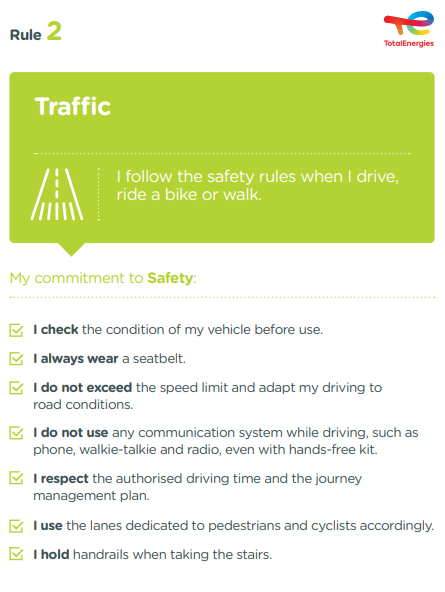 Rule 2
TotalEnergies
Traffic
I follow the safety rules when I drive,
ride a bike or walk.
My commitment to Safety:
I check the condition of my vehicle before use.
I always wear a seatbelt.
I do not exceed the speed limit and adapt my driving to
road conditions.
I do not use any communication system while driving, such as
phone, walkie-talkie and radio, even with hands-free kit.
I respect the authorised driving time and the journey
management plan.
I use the lanes dedicated to pedestrians and cyclists accordingly.
I hold handrails when taking the stairs.